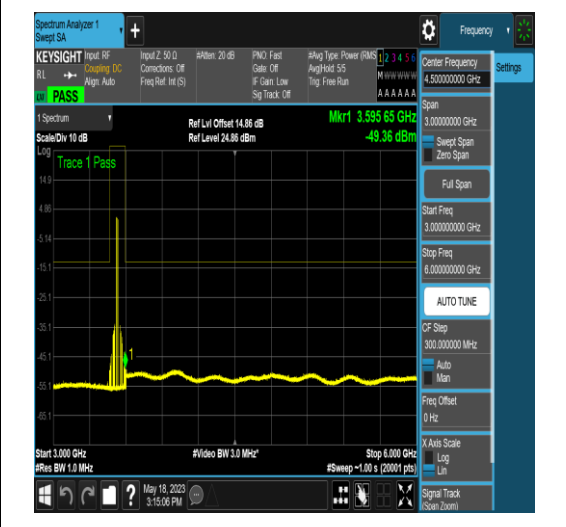 Spectrum Analyzer 1
Swept SA
Frequency
KEYSIGHT
RL
Input: RF
Coupling: DC
Align: Auto
Input Z: 50 Ω
Corrections: Off
Freq Ref: Int (S)
#Atten: 20 dB
PNO: Fast
Gate: Off
IF Gain: Low
Sig Track: Off
#Avg Type: Power (RMS
Avg|Hold: 5/5
Trig: Free Run
1 2 3 4 5 6
M W W W W W
A A A A A A
PASS
1 Spectrum
Scale/Div 10 dB
Ref Lvl Offset 14.86 dB
Ref Level 24.86 dBm
Mkr1 3.595 65 GHz
-49.36 dBm
Log
Trace 1 Pass
14.9
4.86
-5.14
-15.1
-25.1
-35.1
-45.1
-55.1
-65.1
1
Start 3.000 GHz
#Res BW 1.0 MHz
#Video BW 3.0 MHz*
Stop 6.000 GHz
#Sweep ~1.00 s (20001 pts)
May 18, 2023
3:15:06 PM
Center Frequency
4.500000000 GHz
Settings
Span
3.00000000 GHz
Swept Span
Zero Span
Full Span
Start Freq
3.000000000 GHz
Stop Freq
6.000000000 GHz
AUTO TUNE
CF Step
300.000000 MHz
Auto
Man
Freq Offset
0 Hz
X Axis Scale
Log
Lin
Signal Track
(Span Zoom)